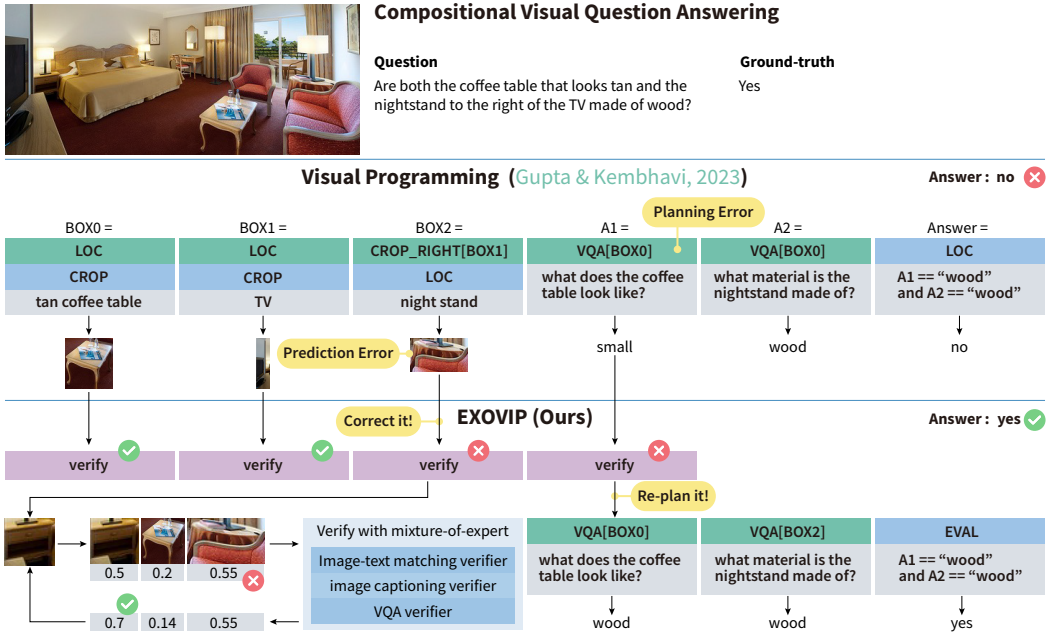 Compositional Visual Question Answering
Question
Ground-truth
Are both the coffee table that looks tan and the
nightstand to the right of the TV made of wood?
Yes
Visual Programming (Gupta & Kembhavi, 2023)
Answer : no
Planning Error
BOX0 =
BOX1 =
BOX2 =
A1 =
A2 =
Answer =
LOC
LOC
CROP_RIGHT[BOX1]
VQA[BOX0]
VQA[BOX0]
LOC
CROP
CROP
LOC
what does the coffee
table look like?
what material is the
nightstand made of?
A1 == “wood”
and A2 == “wood”
tan coffee table
TV
night stand
Prediction Error
small
wood
no
Correct it!
EXOVIP (Ours)
Answer : yes
verify
verify
verify
verify
Re-plan it!
Verify with mixture-of-expert
Image-text matching verifier
image captioning verifier
VQA verifier
0.5
0.2
0.55
0.7
0.14
0.55
VQA[BOX0]
VQA[BOX2]
EVAL
what does the coffee
table look like?
what material is the
nightstand made of?
A1 == “wood”
and A2 == “wood”
wood
wood
yes